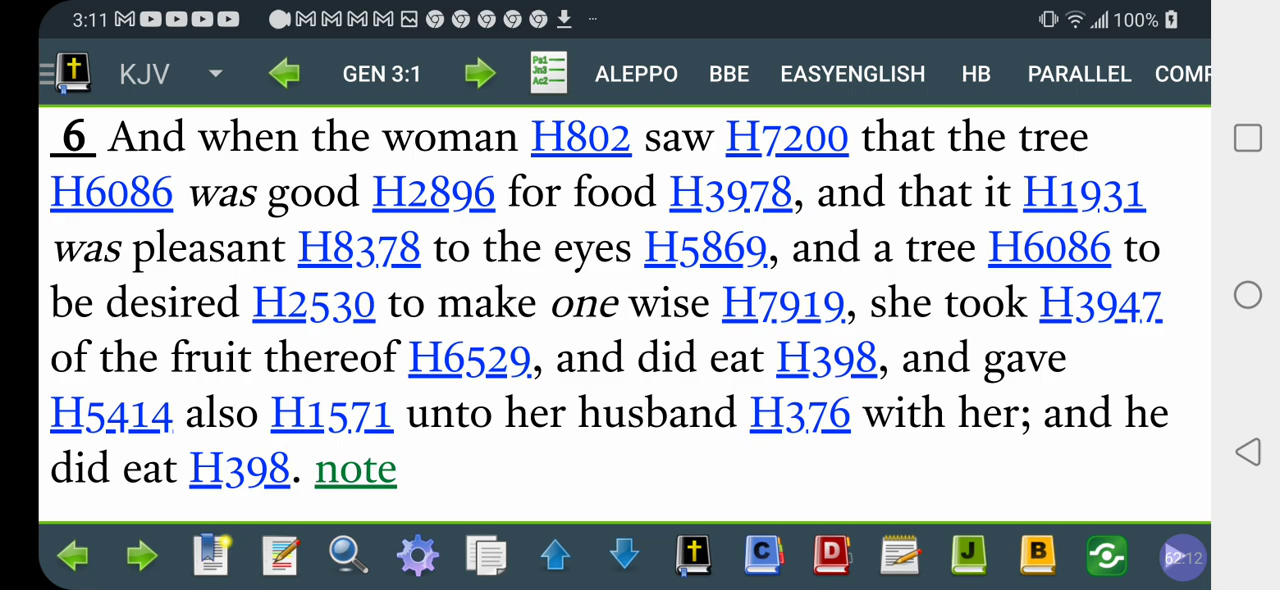 3:11 100%
KJV GEN 3:1 ALEPPO BBE EASYENGLISH HB PARALLEL COMP
6 And when the woman H802 saw H7200 that the tree
H6086 was good H2896 for food H3978, and that it H1931
was pleasant H8378 to the eyes H5869, and a tree H6086 to
be desired H2530 to make one wise H7919, she took H3947
of the fruit thereof H6529, and did eat H398, and gave
H5414 also H1571 unto her husband H376 with her; and he
did eat H398. note
C D J B 62:12